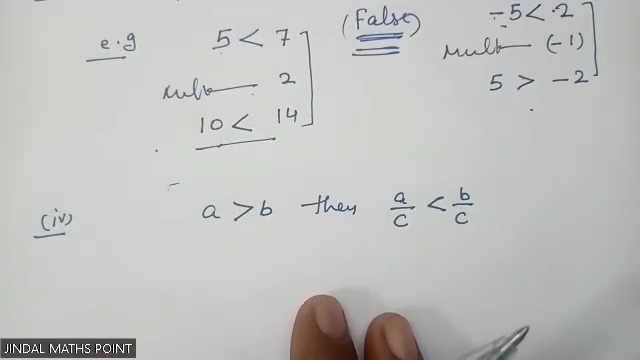 e.g 5 < 7 (False) -5 < 2
mult 2 mult (-1)
10 < 14 5 > -2
(iv) a > b then a/c < b/c
JINDAL MATHS POINT